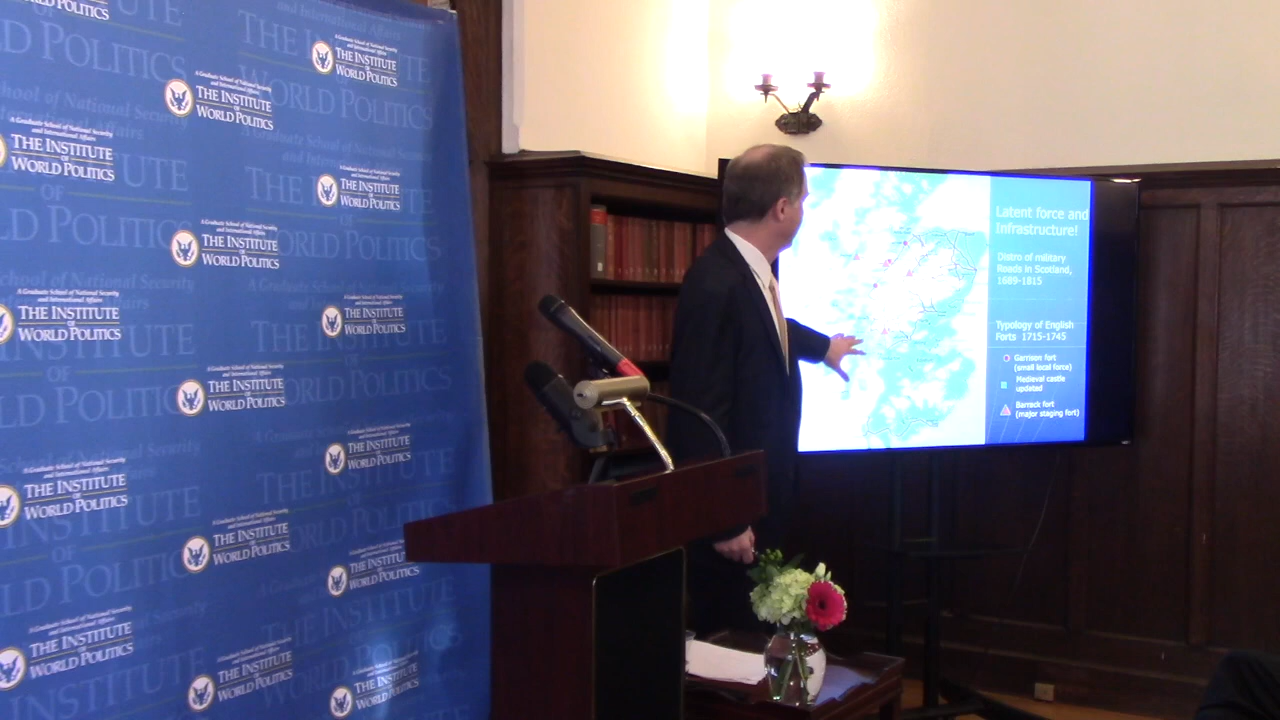 A Graduate School of National Security
and International Affairs
THE INSTITUTE
OF
WORLD POLITICS
Latent force and
Infrastructure!
Distro of military
Roads in Scotland,
1689-1815
Typology of English
Forts 1715-1745
Garrison fort
(small local force)
Medieval castle
updated
Barrack fort
(major staging fort)